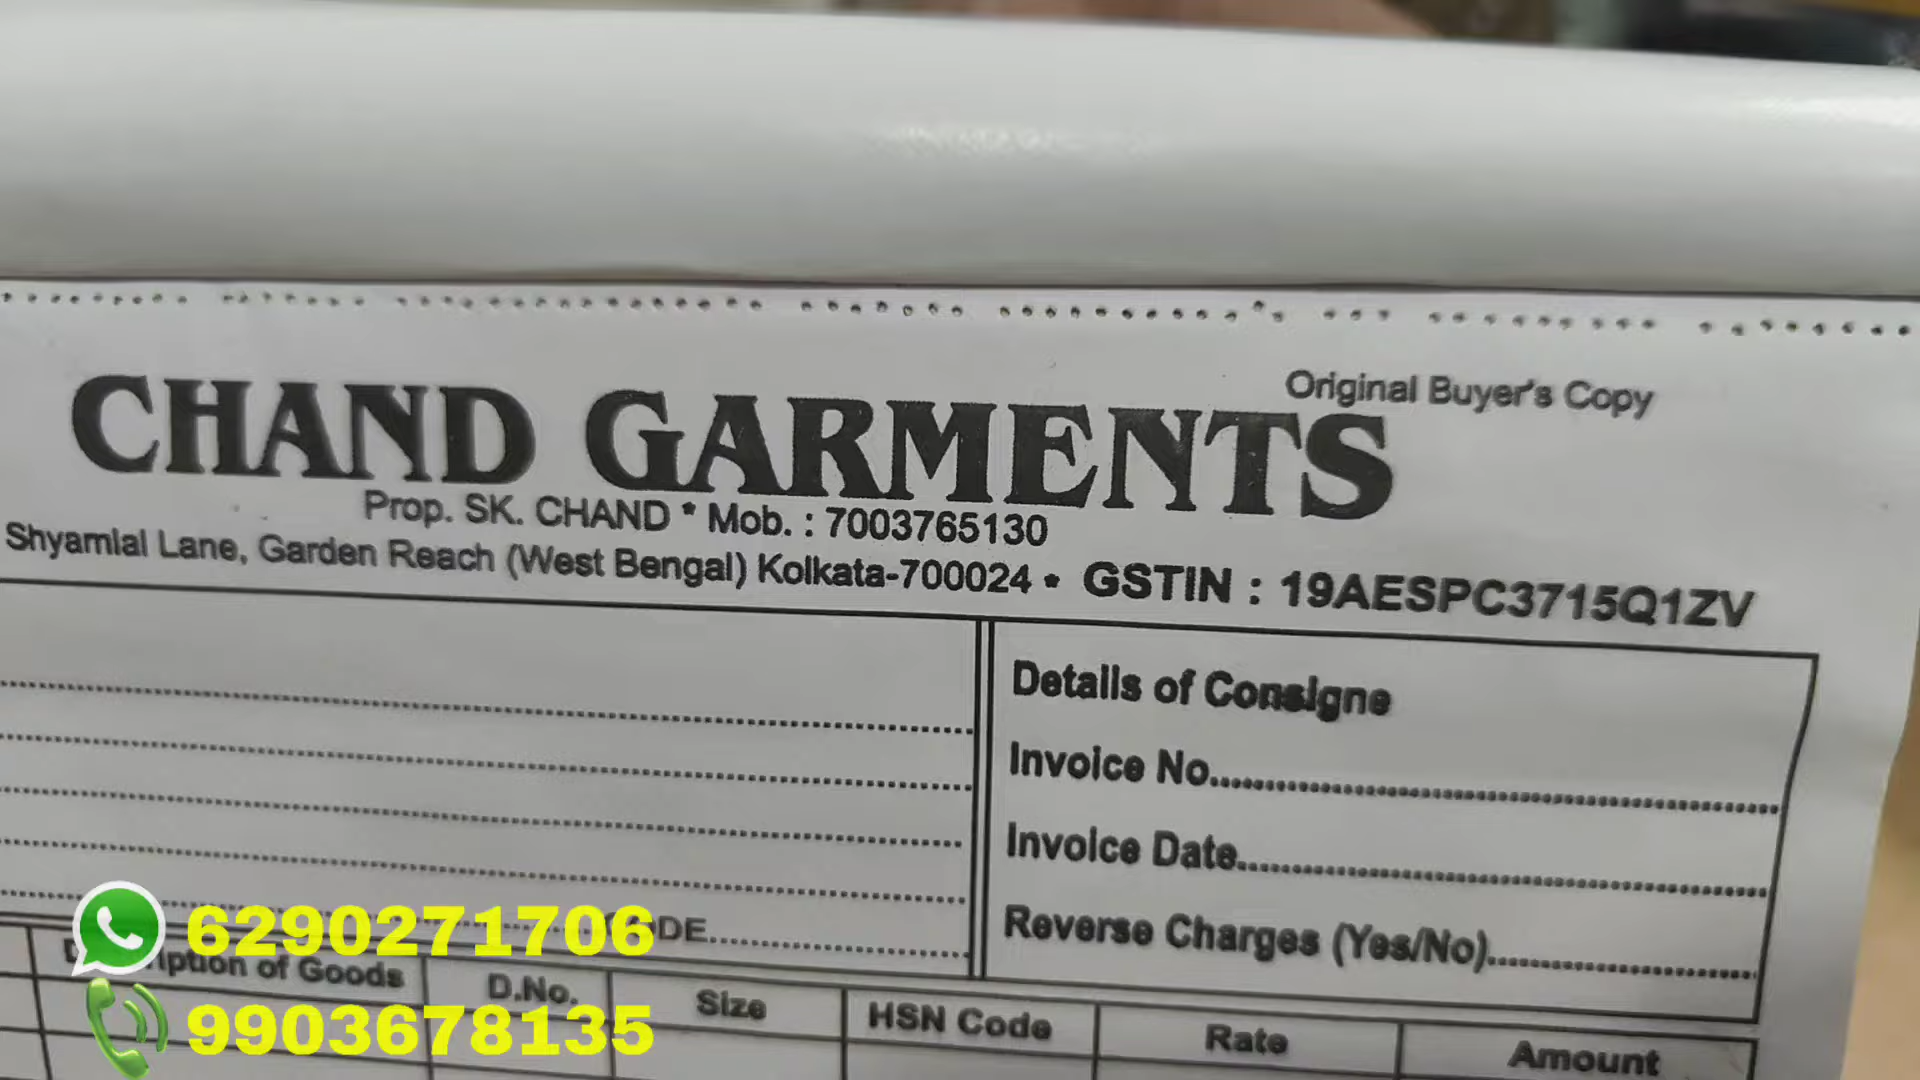 Original Buyer's Copy
CHAND GARMENTS
Prop. SK. CHAND * Mob. : 7003765130
Shyamlal Lane, Garden Reach (West Bengal) Kolkata-700024 * GSTIN : 19AESPC3715Q1ZV
Details of Consigne
Invoice No.
Invoice Date
Reverse Charges (Yes/No)
6290271706
of Goods D.No. Size HSN Code Rate Amount
9903678135